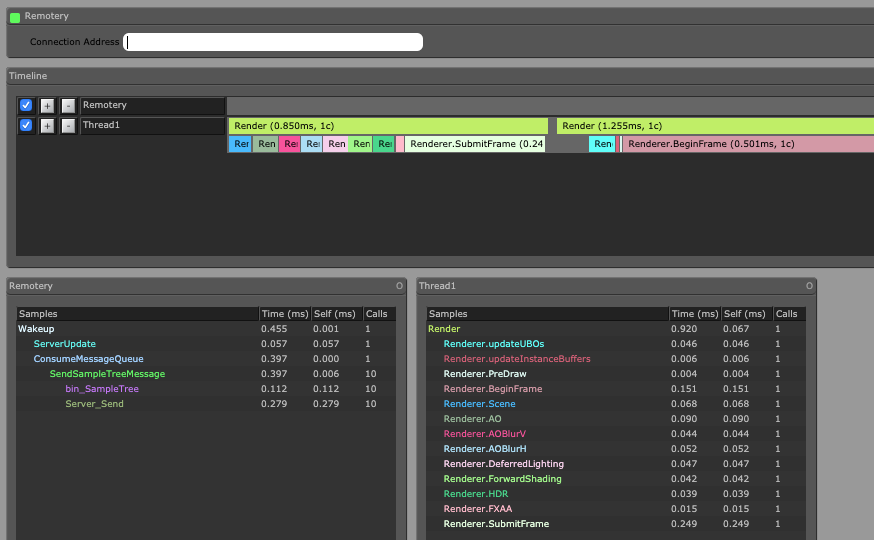 Remotery
Connection Address
Timeline
+ - Remotery
+ - Thread1 Render (0.850ms, 1c) Render (1.255ms, 1c)
Ren Ren Re Ren Ren Ren Ren Renderer.SubmitFrame (0.24 Ren Renderer.BeginFrame (0.501ms, 1c)
Remotery O
Samples Time (ms) Self (ms) Calls
Wakeup 0.455 0.001 1
ServerUpdate 0.057 0.057 1
ConsumeMessageQueue 0.397 0.000 1
SendSampleTreeMessage 0.397 0.006 10
bin_SampleTree 0.112 0.112 10
Server_Send 0.279 0.279 10
Thread1 O
Samples Time (ms) Self (ms) Calls
Render 0.920 0.067 1
Renderer.updateUBOs 0.046 0.046 1
Renderer.updateInstanceBuffers 0.006 0.006 1
Renderer.PreDraw 0.004 0.004 1
Renderer.BeginFrame 0.151 0.151 1
Renderer.Scene 0.068 0.068 1
Renderer.AO 0.090 0.090 1
Renderer.AOBlurV 0.044 0.044 1
Renderer.AOBlurH 0.052 0.052 1
Renderer.DeferredLighting 0.047 0.047 1
Renderer.ForwardShading 0.042 0.042 1
Renderer.HDR 0.039 0.039 1
Renderer.FXAA 0.015 0.015 1
Renderer.SubmitFrame 0.249 0.249 1